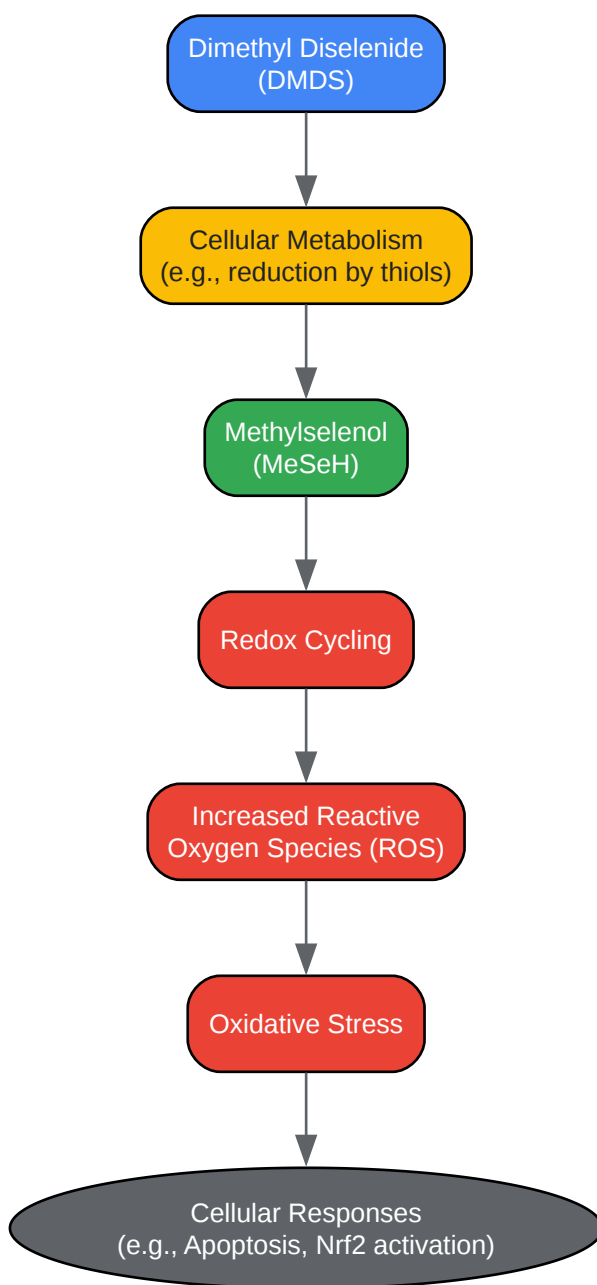 Dimethyl Diselenide
(DMDS)
Cellular Metabolism
(e.g., reduction by thiols)
Methylselenol
(MeSeH)
Redox Cycling
Increased Reactive
Oxygen Species (ROS)
Oxidative Stress
Cellular Responses
(e.g., Apoptosis, Nrf2 activation)